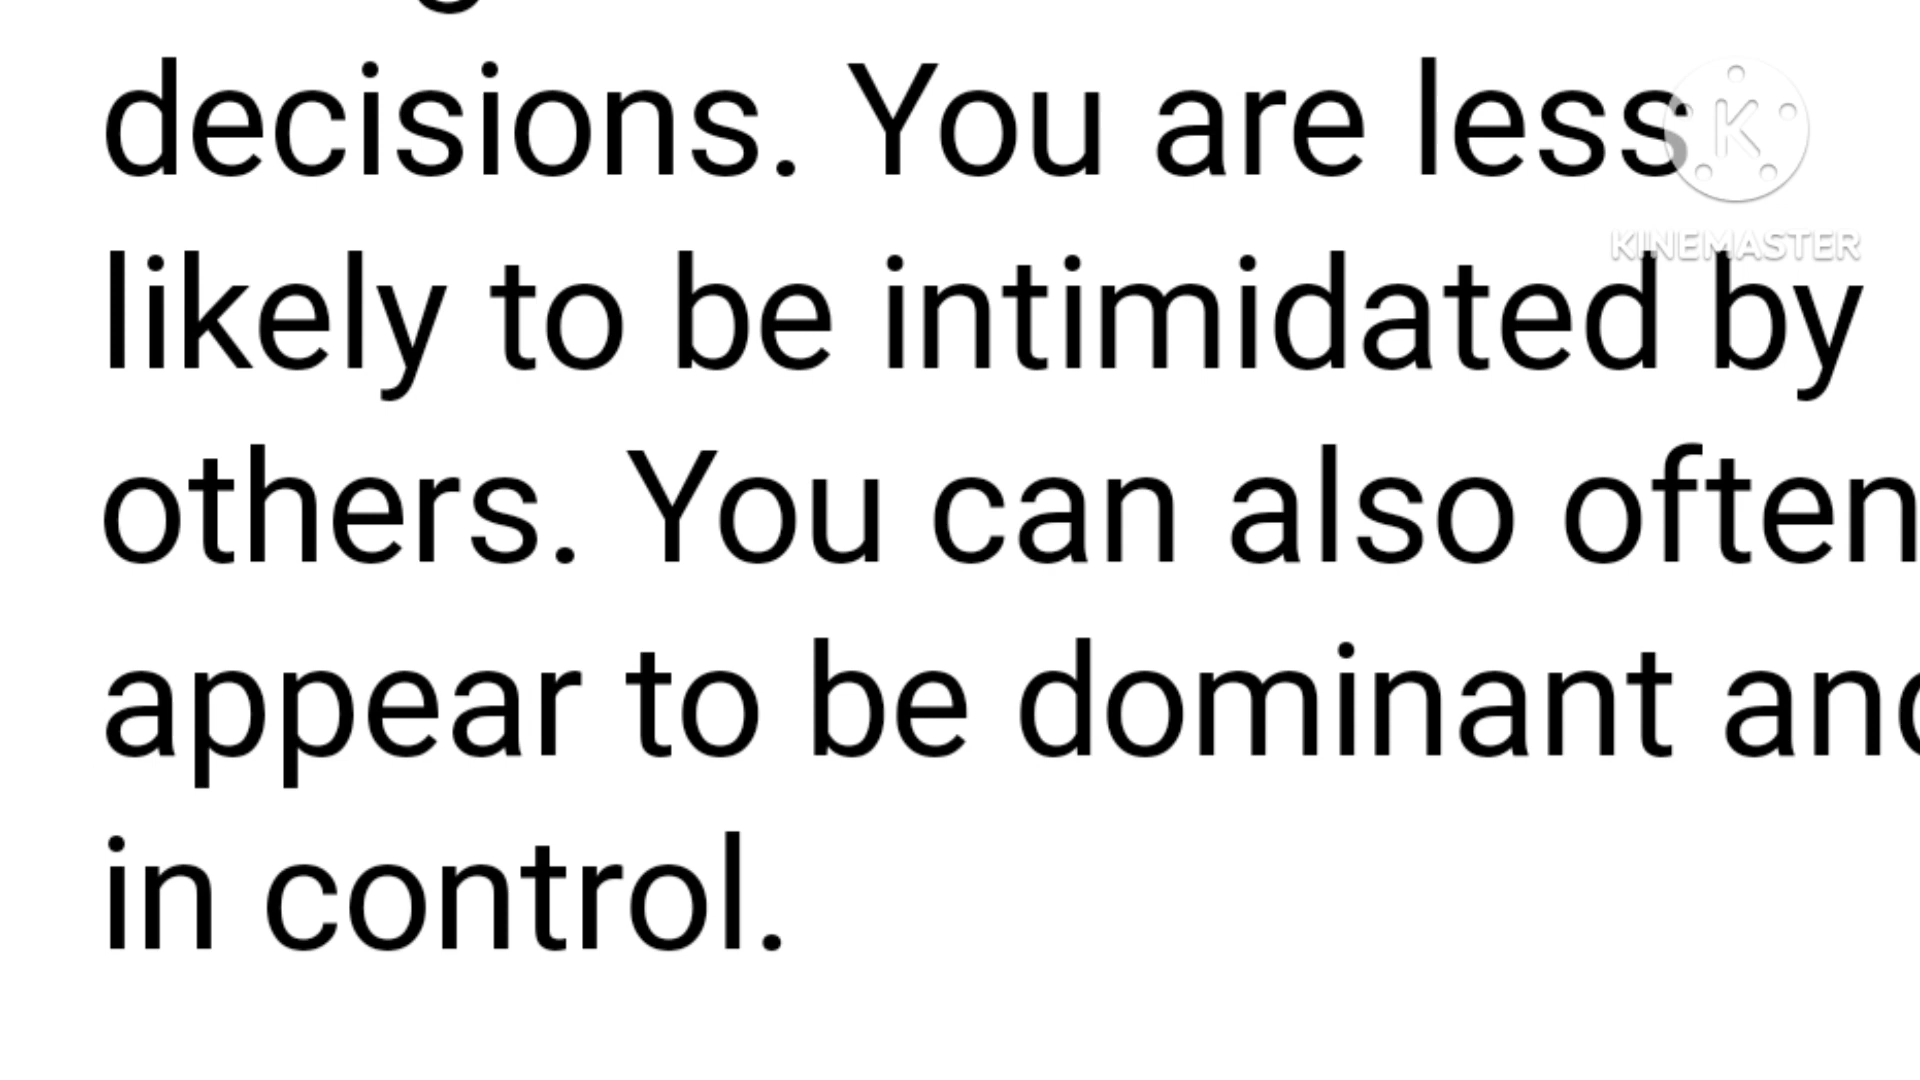 decisions. You are less
KINEMASTER
likely to be intimidated by
others. You can also often
appear to be dominant and
in control.